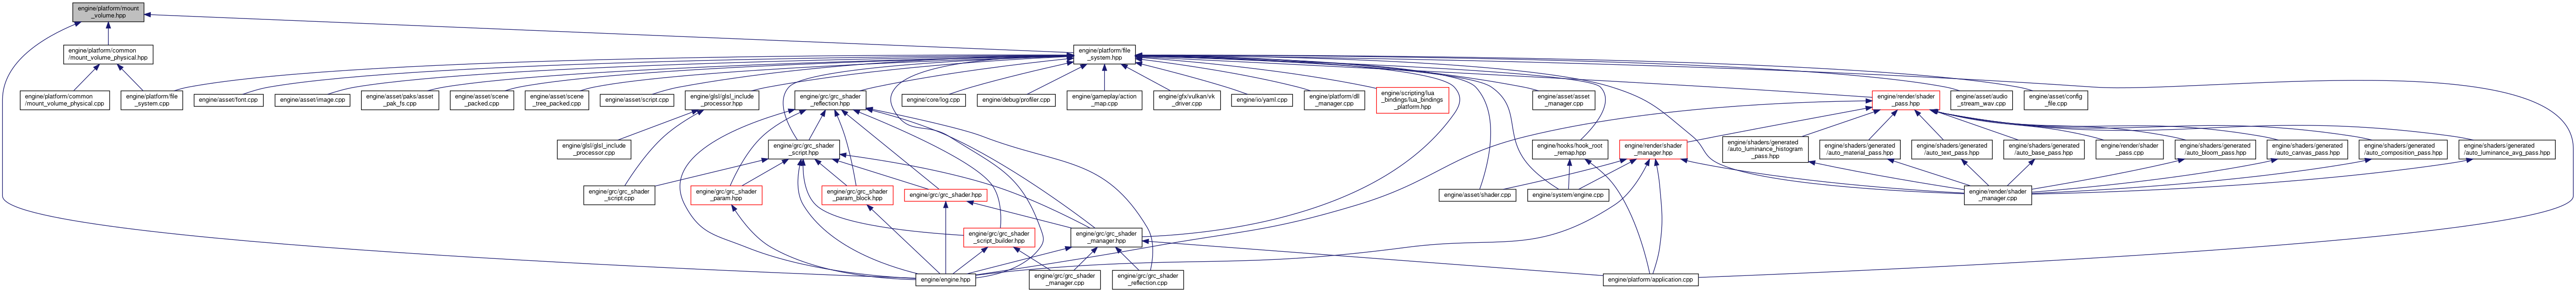 engine/platform/mount
_volume.hpp
engine/platform/common
/mount_volume_physical.hpp
engine/platform/file
_system.hpp
engine/platform/common
/mount_volume_physical.cpp
engine/platform/file
_system.cpp
engine/asset/font.cpp
engine/asset/image.cpp
engine/asset/paks/asset
_pak_fs.cpp
engine/asset/scene
_packed.cpp
engine/asset/scene
_tree_packed.cpp
engine/asset/script.cpp
engine/glsl/glsl_include
_processor.hpp
engine/grc/grc_shader
_reflection.hpp
engine/core/log.cpp
engine/debug/profiler.cpp
engine/gameplay/action
_map.cpp
engine/gfx/vulkan/vk
_driver.cpp
engine/io/yaml.cpp
engine/platform/dll
_manager.cpp
engine/scripting/lua
_bindings/lua_bindings
_platform.hpp
engine/asset/asset
_manager.cpp
engine/render/shader
_pass.hpp
engine/asset/audio
_stream_wav.cpp
engine/asset/config
_file.cpp
engine/glsl/glsl_include
_processor.cpp
engine/grc/grc_shader
_script.hpp
engine/hooks/hook_root
_remap.hpp
engine/render/shader
_manager.hpp
engine/shaders/generated
/auto_luminance_histogram
_pass.hpp
engine/shaders/generated
/auto_material_pass.hpp
engine/shaders/generated
/auto_text_pass.hpp
engine/shaders/generated
/auto_base_pass.hpp
engine/render/shader
_pass.cpp
engine/shaders/generated
/auto_bloom_pass.hpp
engine/shaders/generated
/auto_canvas_pass.hpp
engine/shaders/generated
/auto_composition_pass.hpp
engine/shaders/generated
/auto_luminance_avg_pass.hpp
engine/grc/grc_shader
_script.cpp
engine/grc/grc_shader
_param.hpp
engine/grc/grc_shader
_param_block.hpp
engine/grc/grc_shader.hpp
engine/asset/shader.cpp
engine/system/engine.cpp
engine/render/shader
_manager.cpp
engine/grc/grc_shader
_script_builder.hpp
engine/grc/grc_shader
_manager.hpp
engine/engine.hpp
engine/grc/grc_shader
_manager.cpp
engine/grc/grc_shader
_reflection.cpp
engine/platform/application.cpp